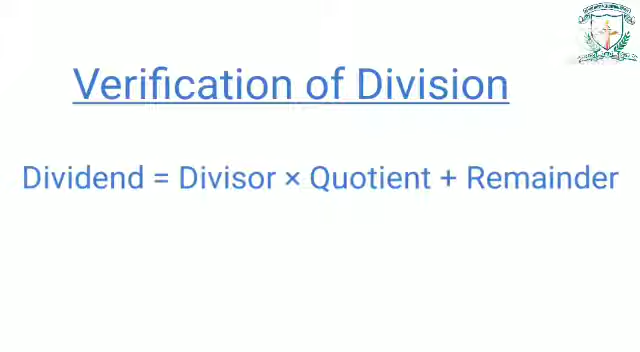 Verification of Division
Dividend = Divisor × Quotient + Remainder